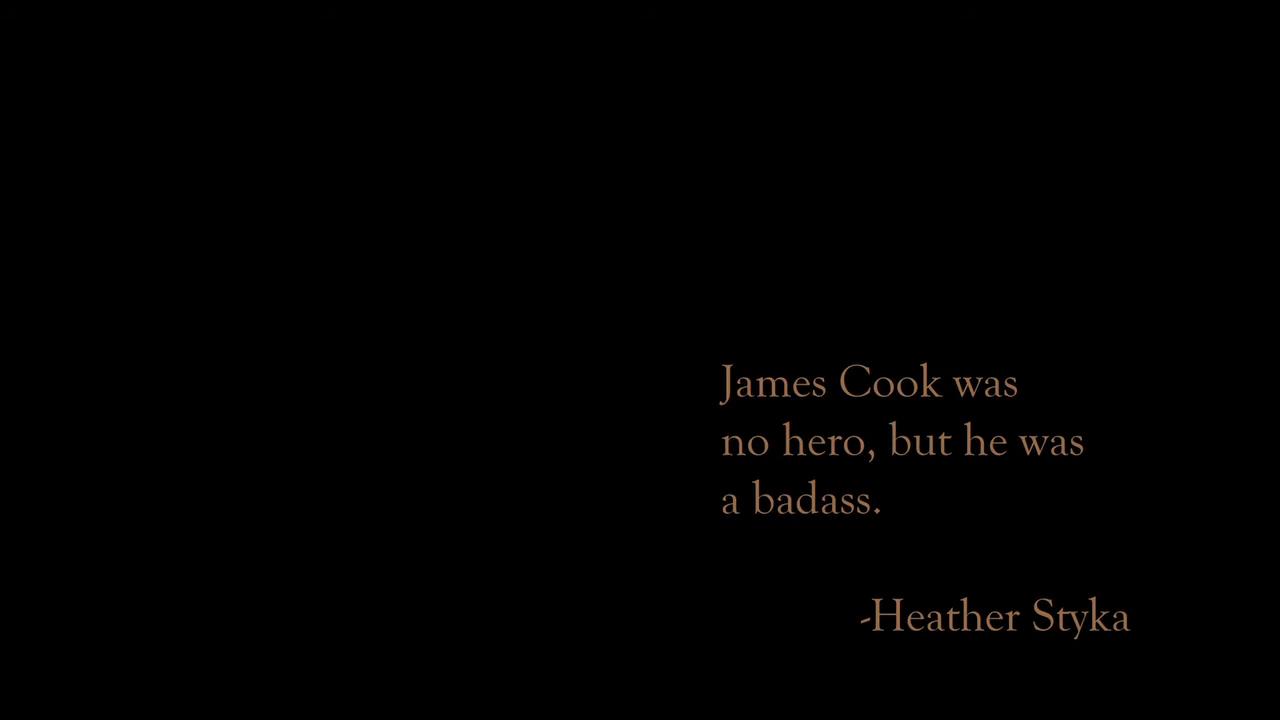 James Cook was
no hero, but he was
a badass.
-Heather Styka